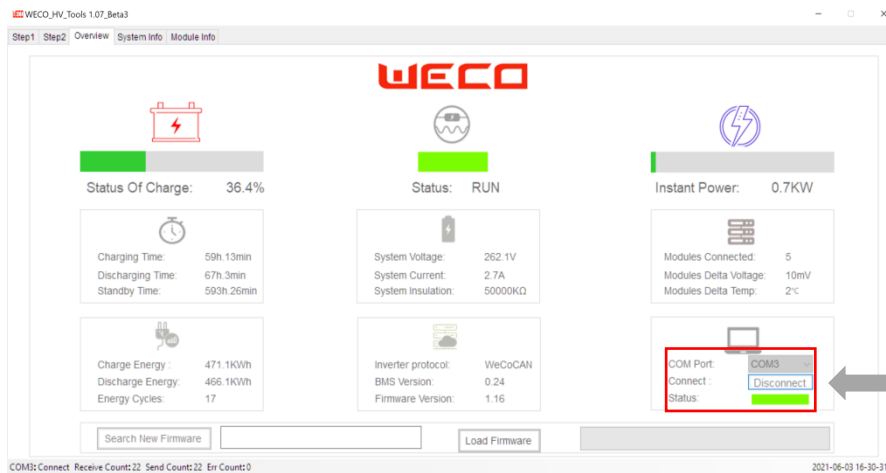 WECO WECO_HV_Tools 1.07_Beta3
Step1 Step2 Overview System Info Module Info
WECO
Status Of Charge: 36.4%
Status: RUN
Instant Power: 0.7KW
Charging Time: 59h.13min
Discharging Time: 67h.3min
Standby Time: 593h.26min
System Voltage: 262.1V
System Current: 2.7A
System Insulation: 50000KΩ
Modules Connected: 5
Modules Delta Voltage: 10mV
Modules Delta Temp: 2℃
Charge Energy : 471.1KWh
Discharge Energy: 466.1KWh
Energy Cycles: 17
Inverter protocol: WeCoCAN
BMS Version: 0.24
Firmware Version: 1.16
COM Port: COM3
Connect : Disconnect
Status:
Search New Firmware
Load Firmware
COM3: Connect Receive Count: 22 Send Count: 22 Err Count: 0
2021-06-03 16-30-31